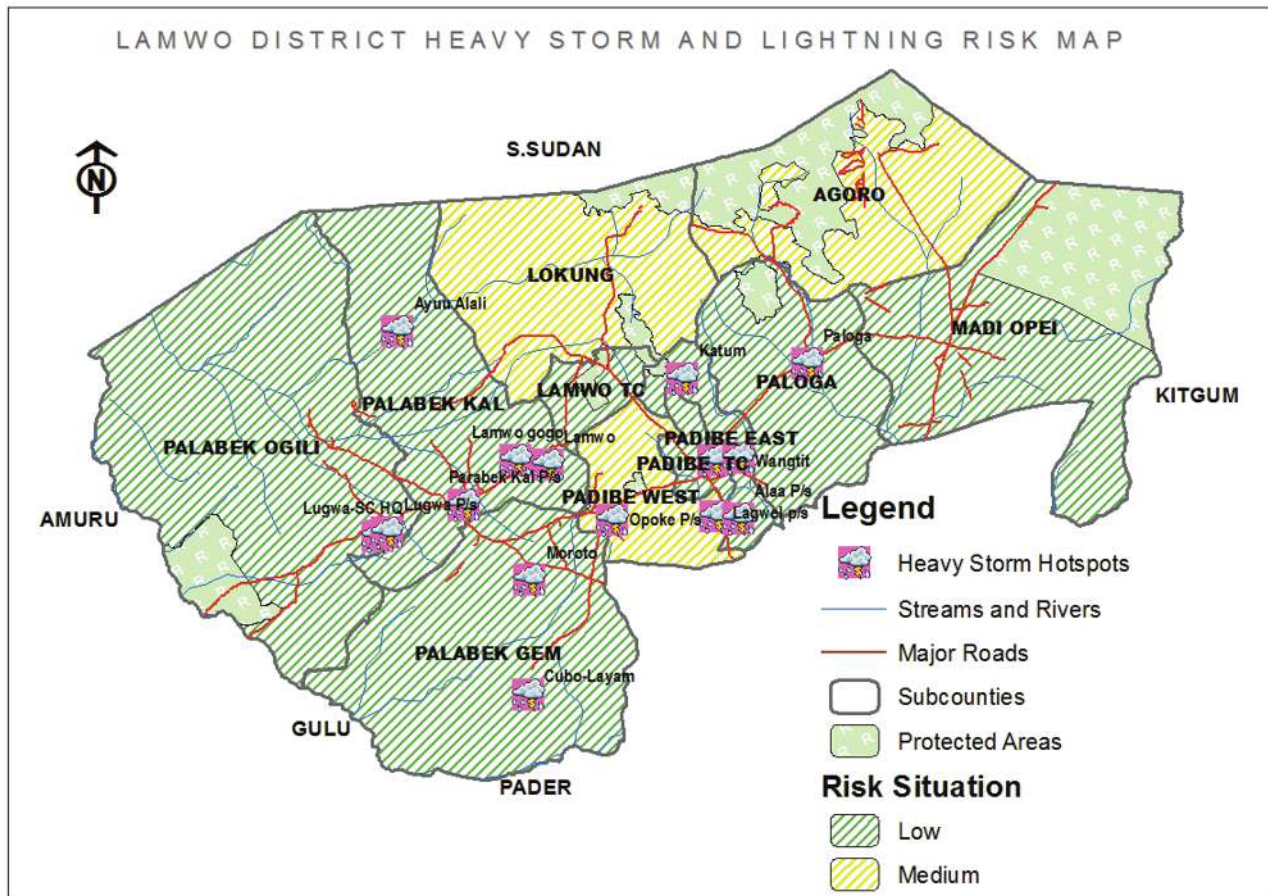 LAMWO DISTRICT HEAVY STORM AND LIGHTNING RISK MAP
S.SUDAN
N
AGORO
LOKUNG
Ayuu Alali
MADI OPEI
Paloga
Katum
PALOGA
LAMWO TC
KITGUM
PALABEK KAL
PALABEK OGILI
Lamwo gogo
Lamwo
PADIBE EAST
PADIBE TC
Wangtit
Parabek Kal P/s
PADIBE WEST
Alaa P/s
Lugwa-SC HQ
Lugwa P/s
Opoke P/s
Lagwel p/s
AMURU
Moroto
PALABEK GEM
Cubo-Layam
GULU
PADER
Legend
Heavy Storm Hotspots
Streams and Rivers
Major Roads
Subcounties
R
Protected Areas
Risk Situation
Low
Medium